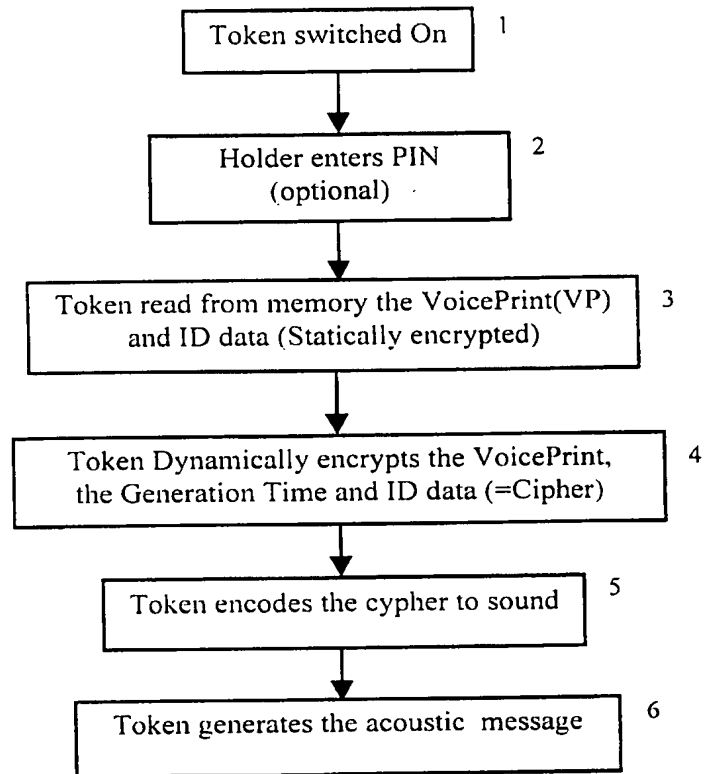 Token switched On
1
Holder enters PIN
(optional)
2
Token read from memory the VoicePrint(VP)
and ID data (Statically encrypted)
3
Token Dynamically encrypts the VoicePrint,
the Generation Time and ID data (=Cipher)
4
Token encodes the cypher to sound
5
Token generates the acoustic message
6